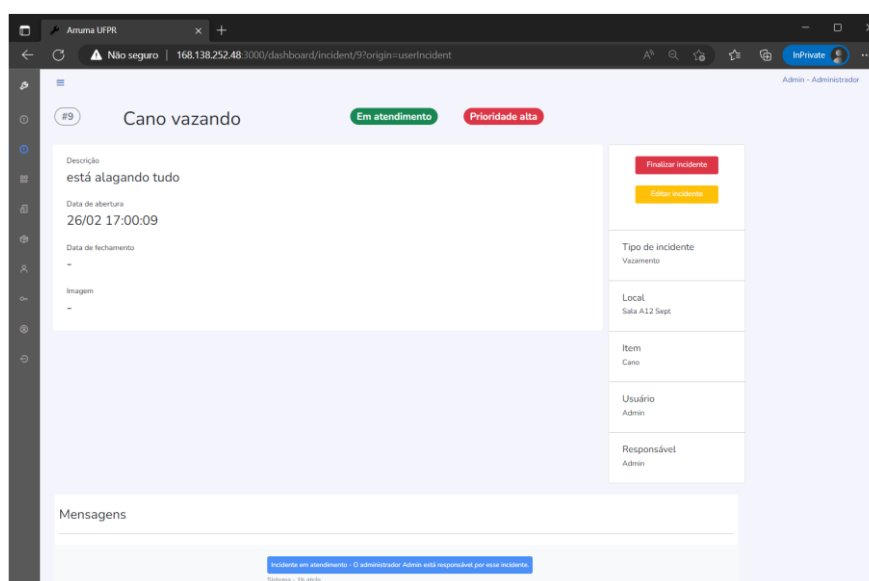 Arruma UFPR
Não seguro | 168.138.252.48:3000/dashboard/incident/9?origin=userIncident
InPrivate
Admin - Administrador
#9 Cano vazando Em atendimento Prioridade alta
Descrição
está alagando tudo
Data de abertura
26/02 17:00:09
Data de fechamento
-
Imagem
-
Finalizar incidente
Editar incidente
Tipo de incidente
Vazamento
Local
Sala A12 Sept
Item
Cano
Usuário
Admin
Responsável
Admin
Mensagens
Incidente em atendimento - O administrador Admin está responsável por esse incidente.
Sistema - atrás